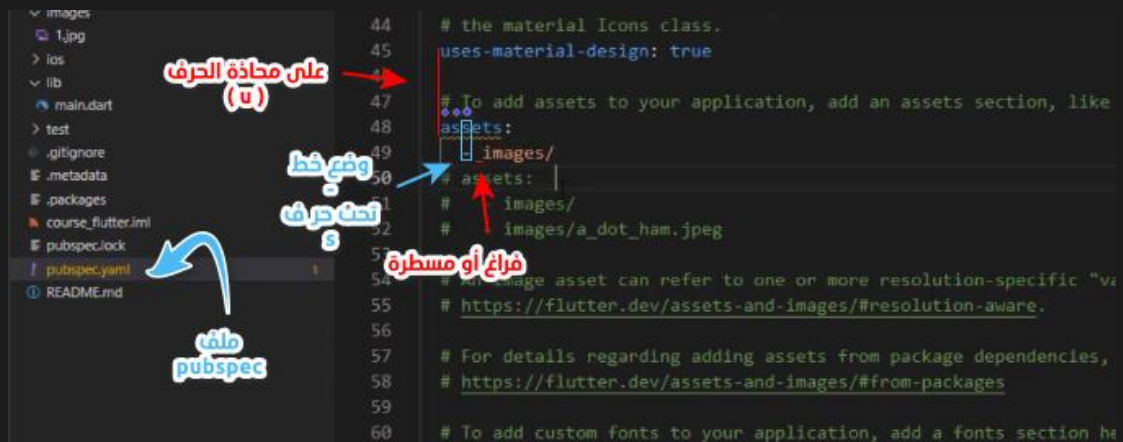 images
1.jpg
ios
lib
main.dart
test
.gitignore
.metadata
.packages
course_flutter.iml
pubspec.lock
pubspec.yaml 1
README.md
على محاذة الحرف
( u )
وضع خط
-
تحت حر ف
s
فراغ أو مسطرة
ملف
pubspec
44 # the material Icons class.
45 uses-material-design: true
47 # To add assets to your application, add an assets section, like
48 assets:
49 - images/
50 # assets:
51 # images/
52 # images/a_dot_ham.jpeg
53
54 # An image asset can refer to one or more resolution-specific "va
55 # https://flutter.dev/assets-and-images/#resolution-aware.
56
57 # For details regarding adding assets from package dependencies,
58 # https://flutter.dev/assets-and-images/#from-packages
59
60 # To add custom fonts to your application, add a fonts section he